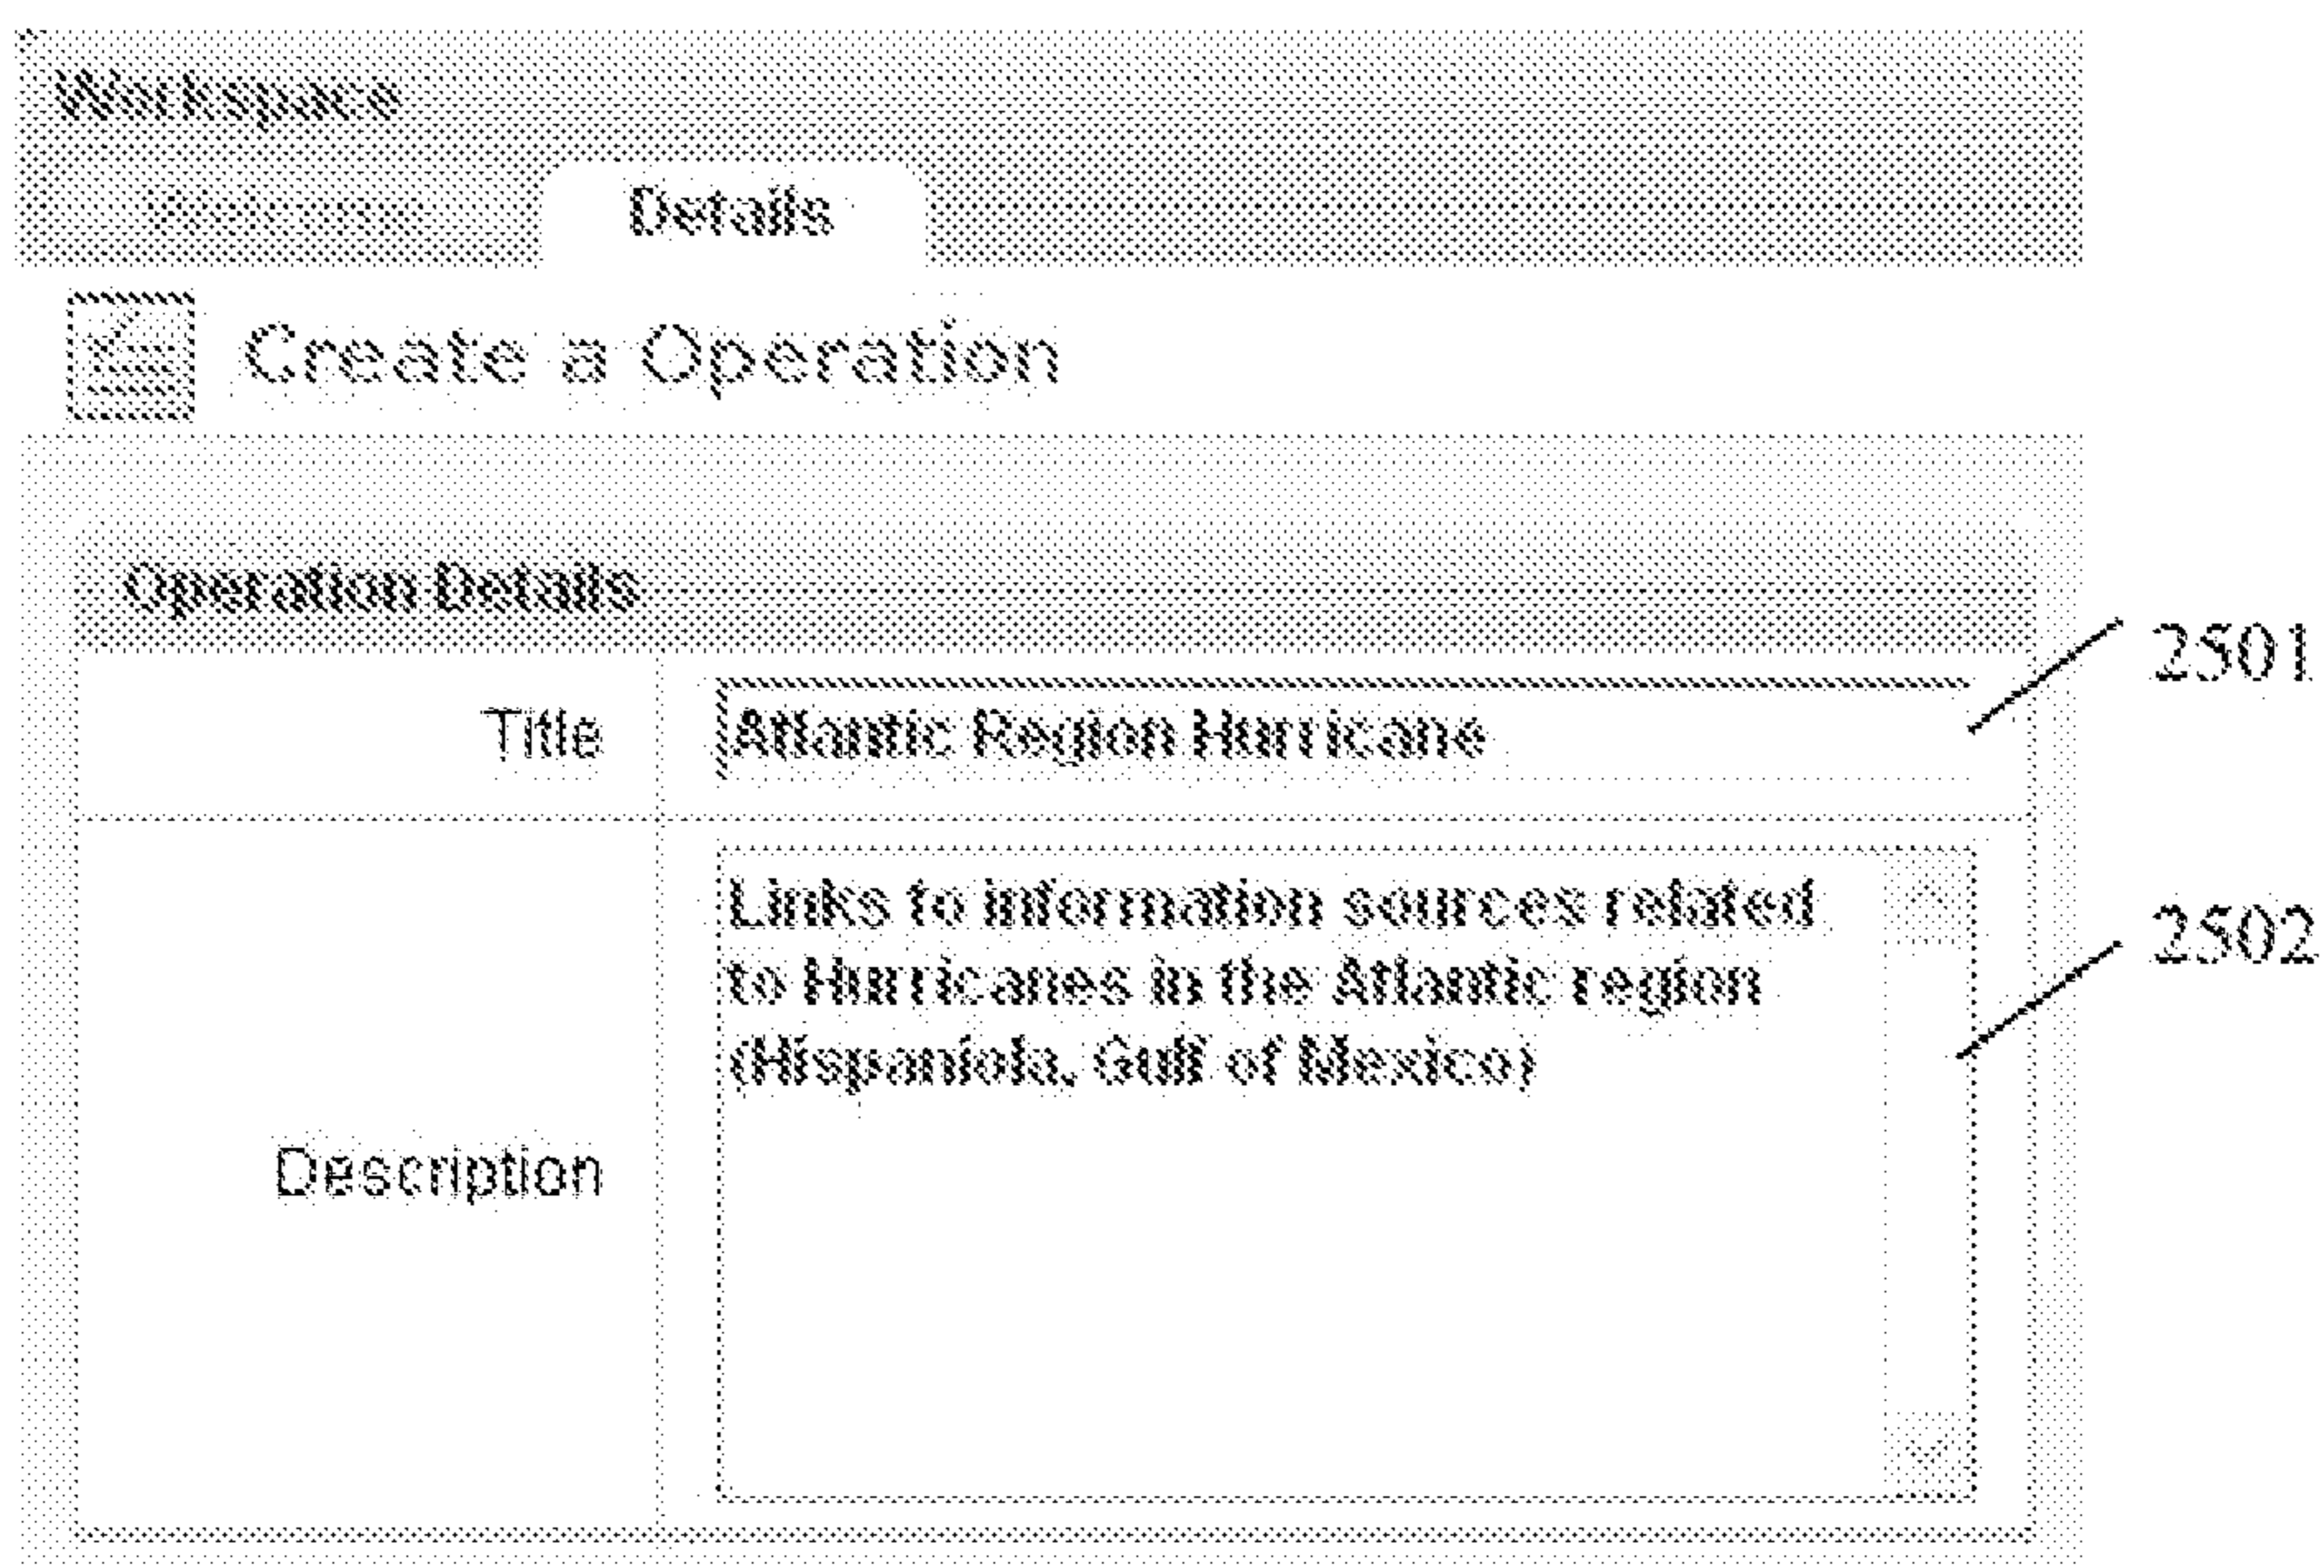 Workspace
Welcome Details
Create a Operation
Operation Details
2501
Title Atlantic Region Hurricane
2502
Links to information sources related
to Hurricanes in the Atlantic region
(Hispaniola, Gulf of Mexico)
Description